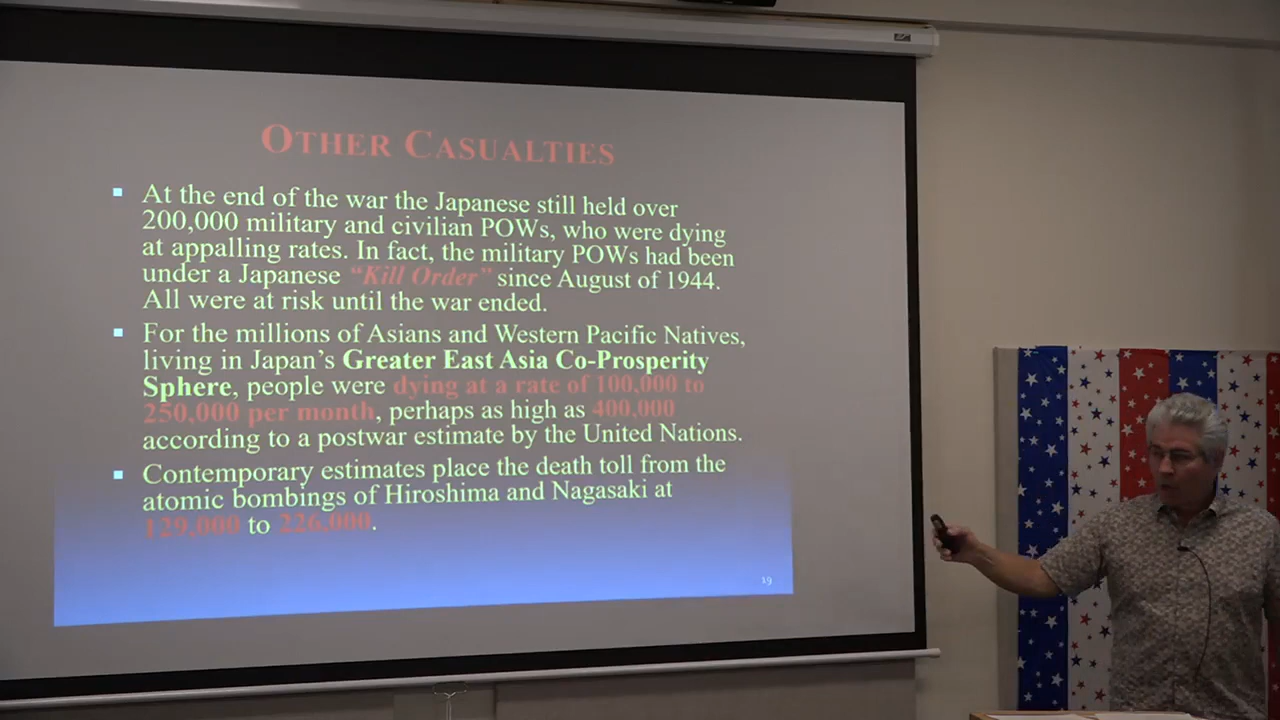 OTHER CASUALTIES
At the end of the war the Japanese still held over
200,000 military and civilian POWs, who were dying
at appalling rates. In fact, the military POWs had been
under a Japanese “Kill Order” since August of 1944.
All were at risk until the war ended.
For the millions of Asians and Western Pacific Natives,
living in Japan’s Greater East Asia Co-Prosperity
Sphere, people were dying at a rate of 100,000 to
250,000 per month, perhaps as high as 400,000
according to a postwar estimate by the United Nations.
Contemporary estimates place the death toll from the
atomic bombings of Hiroshima and Nagasaki at
129,000 to 226,000.
19